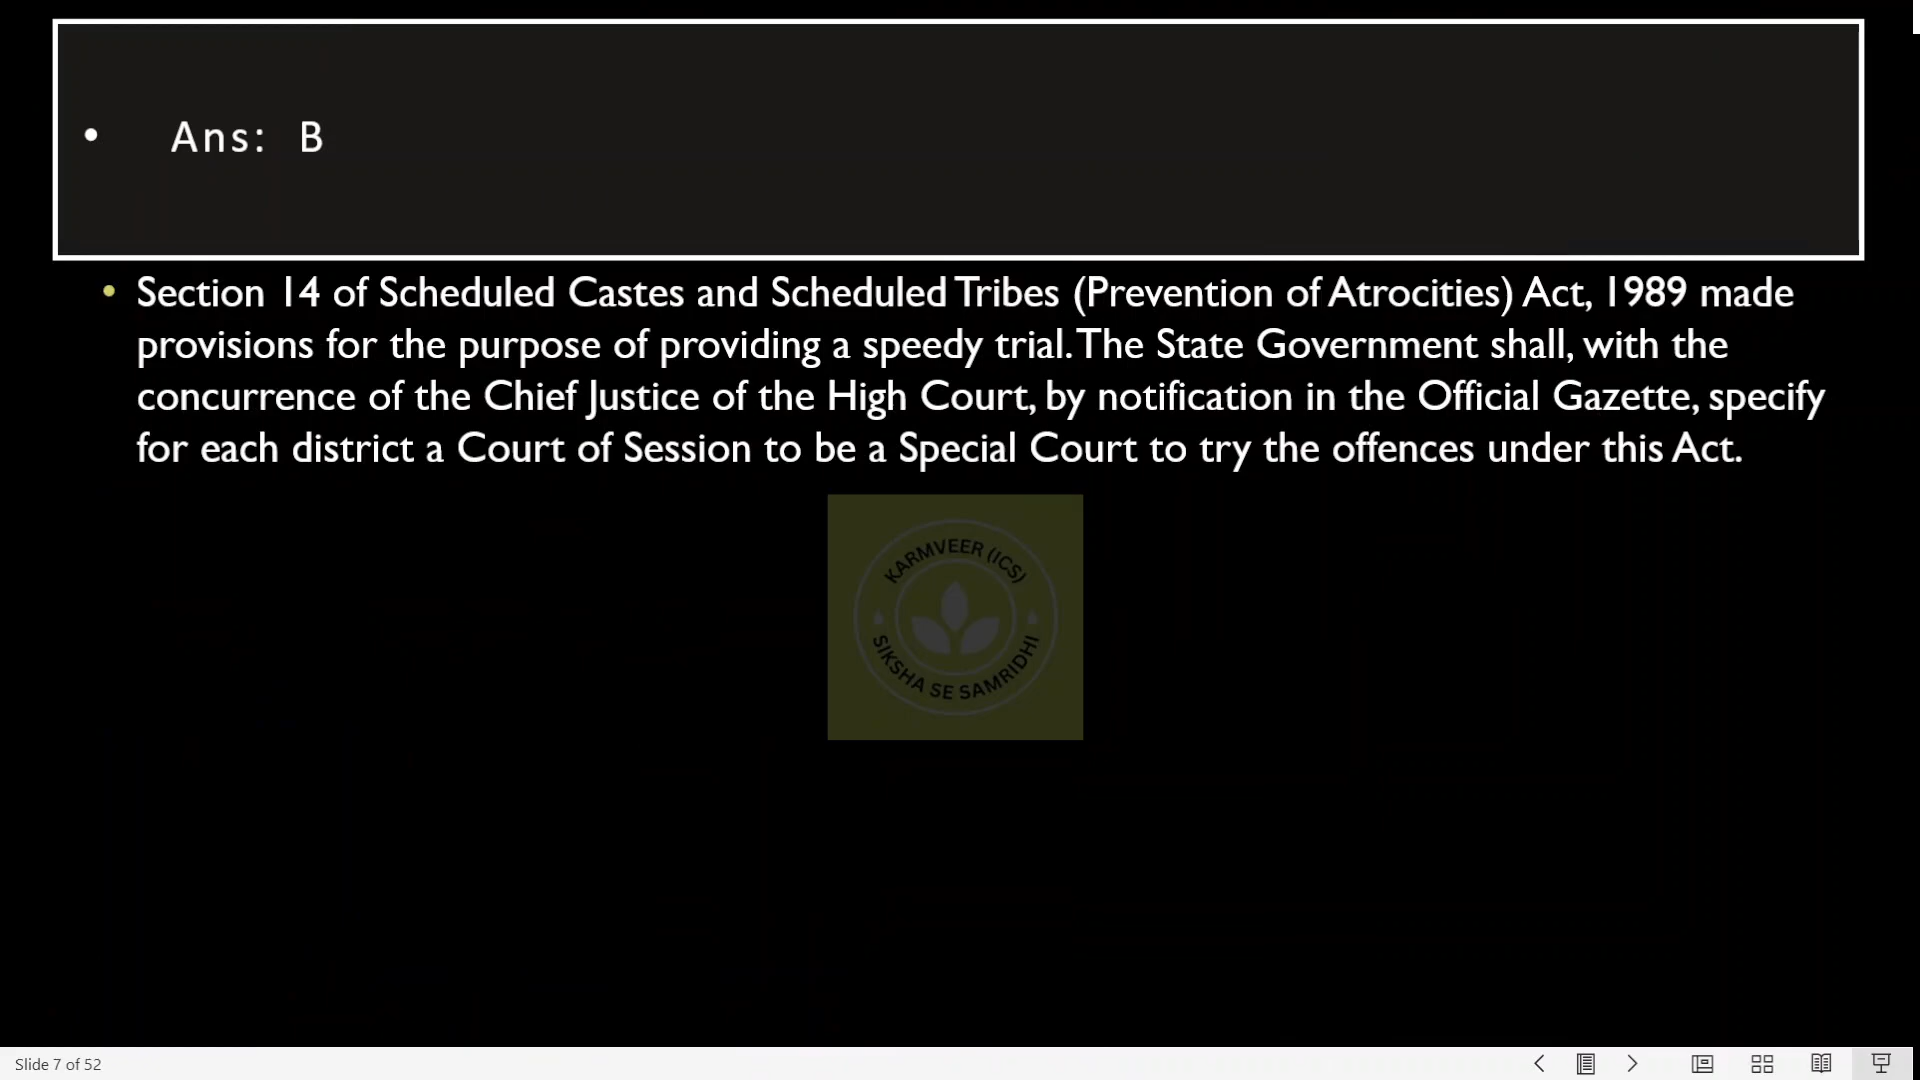 • Ans: B
• Section 14 of Scheduled Castes and Scheduled Tribes (Prevention of Atrocities) Act, 1989 made
provisions for the purpose of providing a speedy trial. The State Government shall, with the
concurrence of the Chief Justice of the High Court, by notification in the Official Gazette, specify
for each district a Court of Session to be a Special Court to try the offences under this Act.
KARMVEER (ICS)
SIKSHA SE SAMRIDHI
Slide 7 of 52